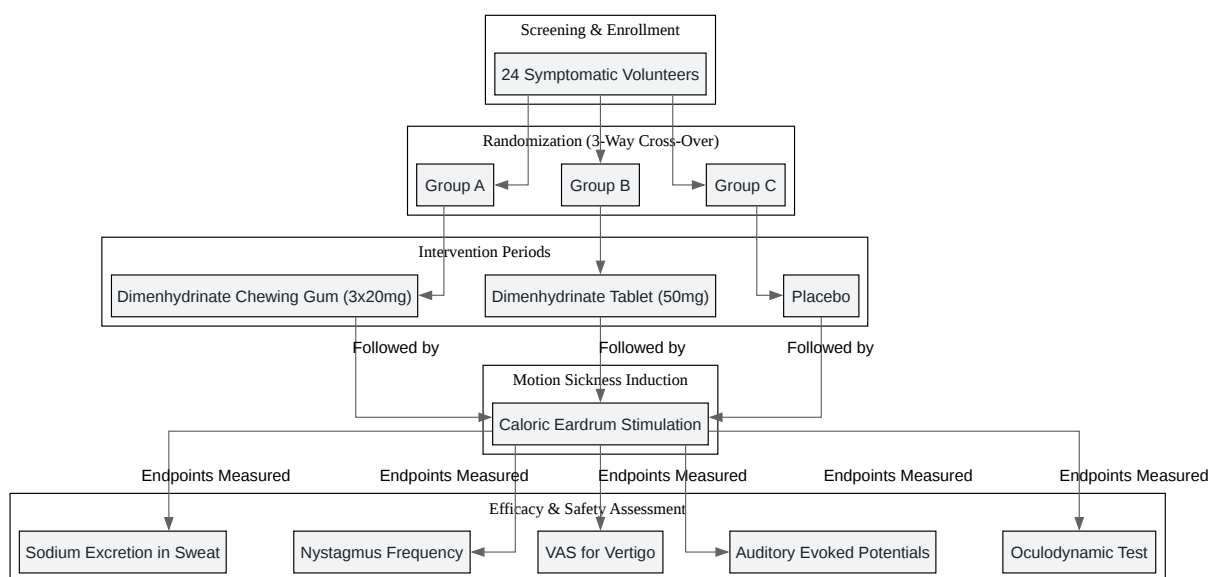 Screening & Enrollment
24 Symptomatic Volunteers
Randomization (3-Way Cross-Over)
Group A
Group B
Group C
Intervention Periods
Dimenhydrinate Chewing Gum (3x20mg)
Dimenhydrinate Tablet (50mg)
Placebo
Followed by
Followed by
Followed by
Motion Sickness Induction
Caloric Eardrum Stimulation
Endpoints Measured
Endpoints Measured
Endpoints Measured
Endpoints Measured
Endpoints Measured
Efficacy & Safety Assessment
Sodium Excretion in Sweat
Nystagmus Frequency
VAS for Vertigo
Auditory Evoked Potentials
Oculodynamic Test